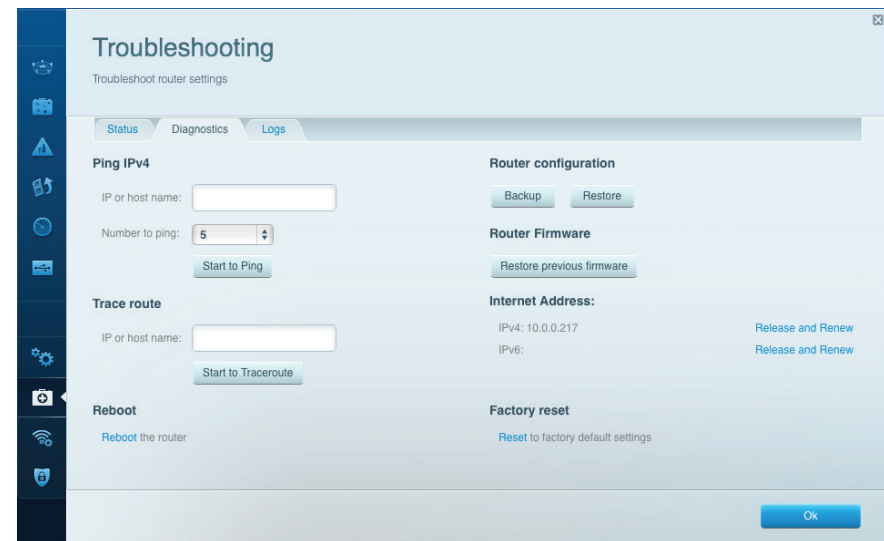 Troubleshooting
Troubleshoot router settings
Status Diagnostics Logs
Ping IPv4
IP or host name:
Number to ping: 5
Start to Ping
Trace route
IP or host name:
Start to Traceroute
Reboot
Reboot the router
Router configuration
Backup Restore
Router Firmware
Restore previous firmware
Internet Address:
IPv4: 10.0.0.217 Release and Renew
IPv6: Release and Renew
Factory reset
Reset to factory default settings
Ok